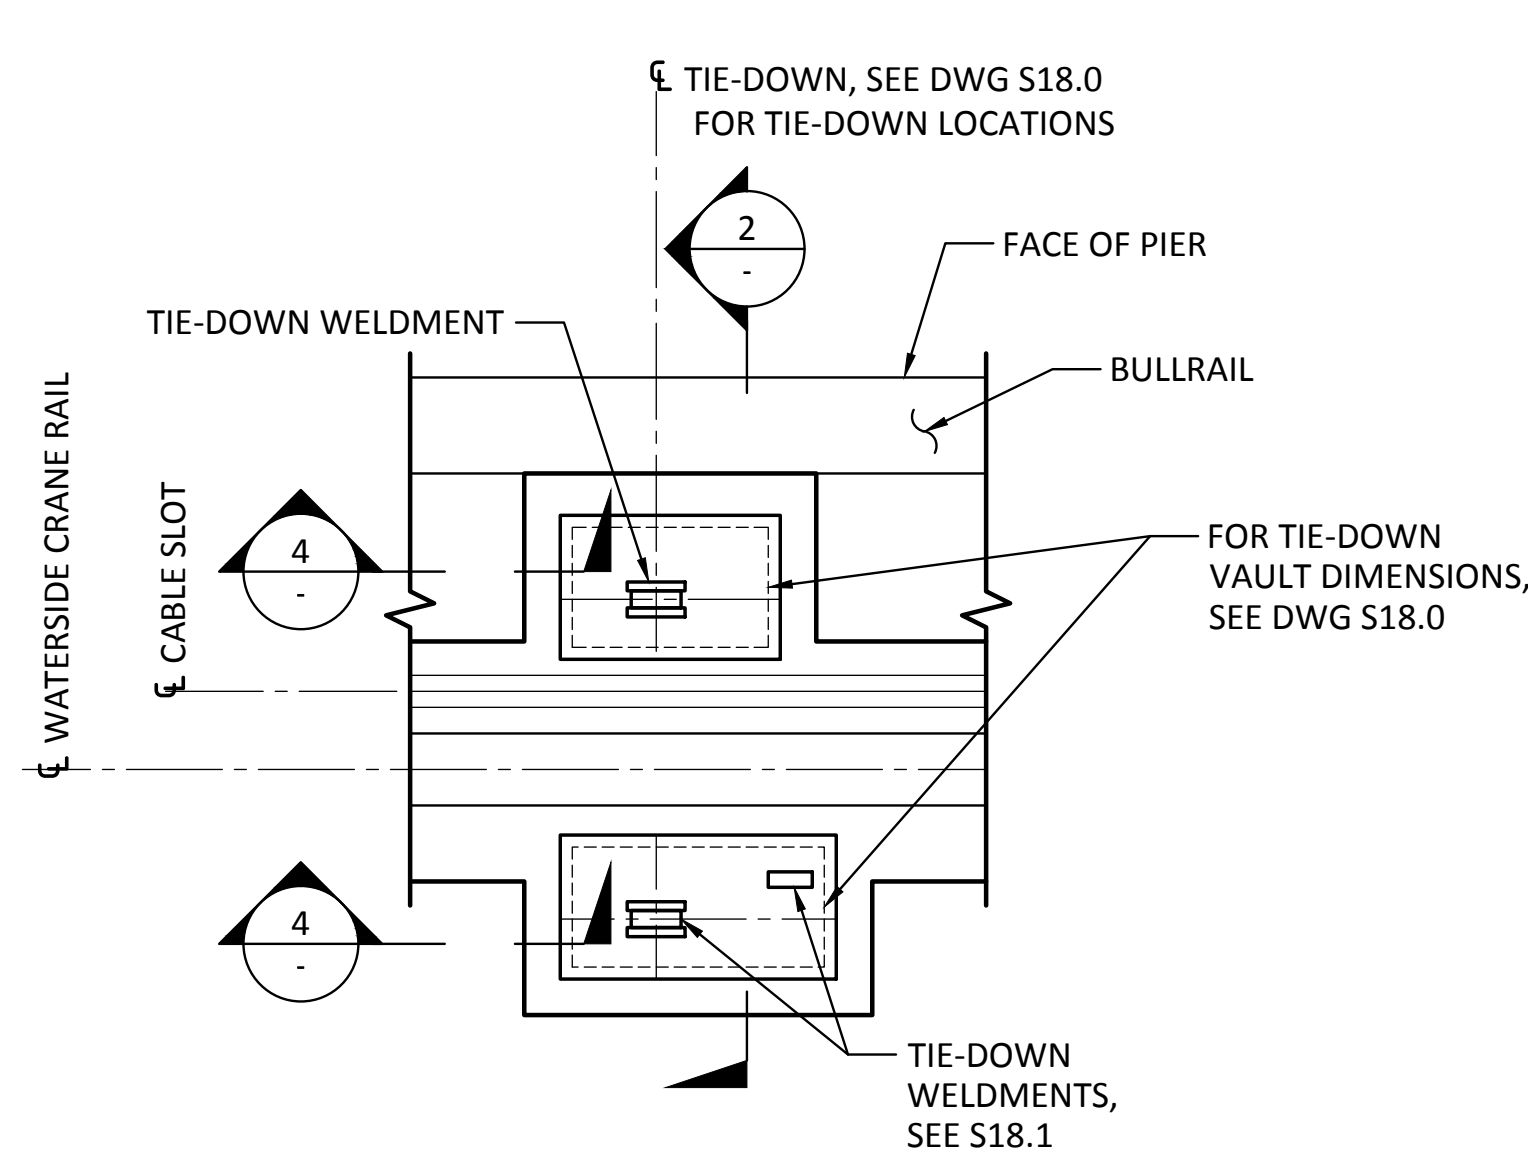 ℄ TIE-DOWN, SEE DWG S18.0
FOR TIE-DOWN LOCATIONS
2
-
FACE OF PIER
TIE-DOWN WELDMENT
BULLRAIL
℄ WATERSIDE CRANE RAIL
℄ CABLE SLOT
4
-
FOR TIE-DOWN
VAULT DIMENSIONS,
SEE DWG S18.0
4
-
TIE-DOWN
WELDMENTS,
SEE S18.1